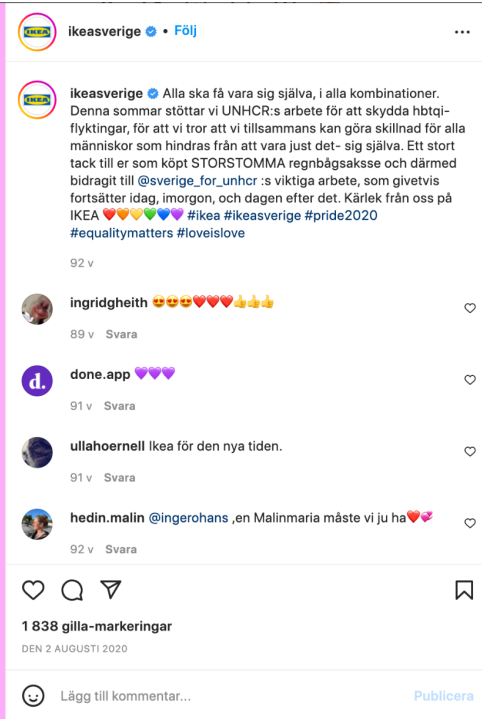 IKEA
ikeasverige • Följ
IKEA
ikeasverige Alla ska få vara sig själva, i alla kombinationer.
Denna sommar stöttar vi UNHCR:s arbete för att skydda hbtqi-
flyktingar, för att vi tror att vi tillsammans kan göra skillnad för alla
människor som hindras från att vara just det- sig själva. Ett stort
tack till er som köpt STORSTOMMA regnbågsaksse och därmed
bidragit till @sverige_for_unhcr :s viktiga arbete, som givetvis
fortsätter idag, imorgon, och dagen efter det. Kärlek från oss på
IKEA ❤️🧡💛💚💙💜 #ikea #ikeasverige #pride2020
#equalitymatters #loveislove
92 v
ingridgheith 😍😍😍❤️❤️❤️👍👍👍
89 v Svara
d.
done.app 💜💜💜
91 v Svara
ullahoernell Ikea för den nya tiden.
91 v Svara
hedin.malin @ingerohans ,en Malinmaria måste vi ju ha❤️💞
92 v Svara
1 838 gilla-markeringar
DEN 2 AUGUSTI 2020
Lägg till kommentar... Publicera